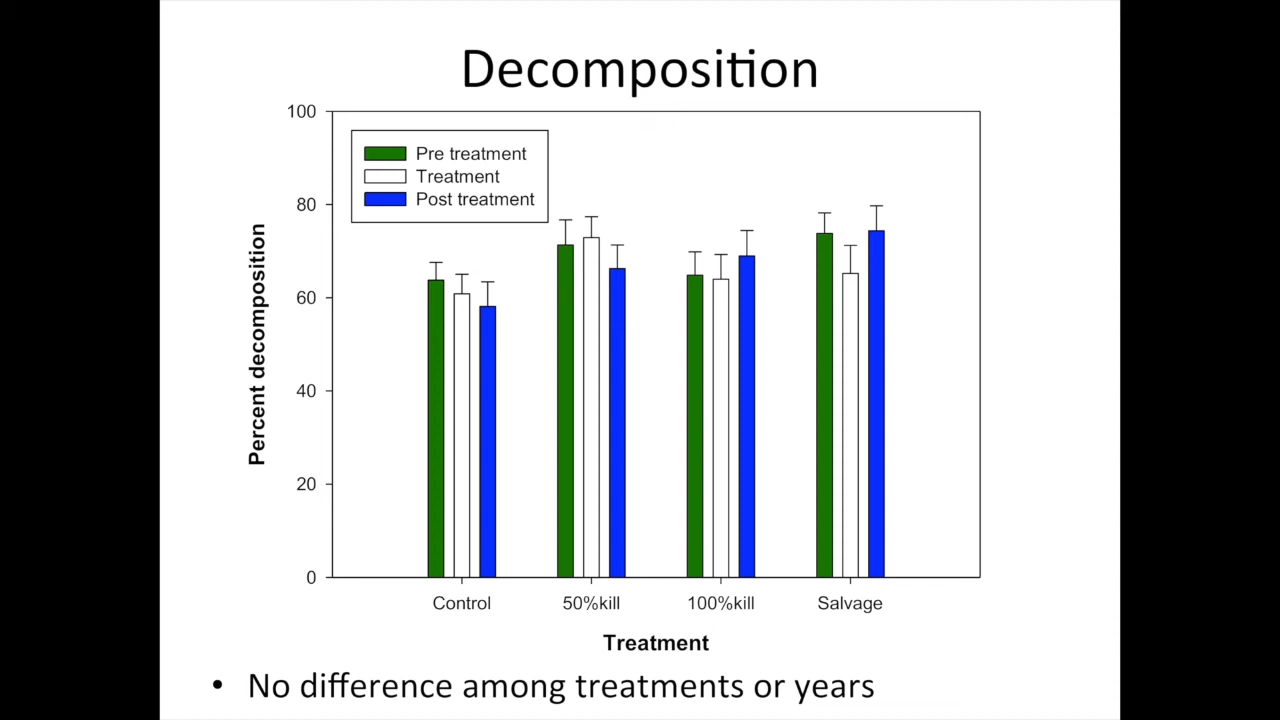 Decomposition
100
80
60
40
20
0
Percent decomposition
Pre treatment
Treatment
Post treatment
Control 50%kill 100%kill Salvage
Treatment
• No difference among treatments or years